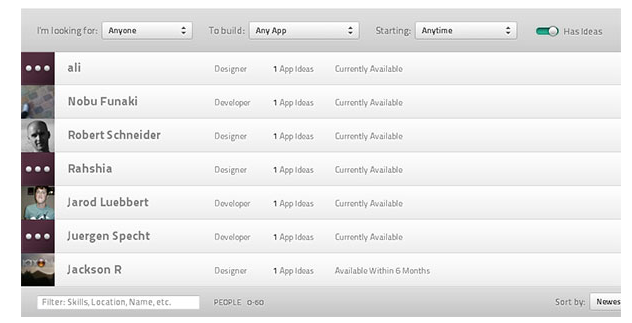 I'm looking for: Anyone To build: Any App Starting: Anytime Has Ideas
ali Designer 1 App Ideas Currently Available
Nobu Funaki Developer 1 App Ideas Currently Available
Robert Schneider Designer 1 App Ideas Currently Available
Rahshia Designer 1 App Ideas Currently Available
Jarod Luebbert Developer 1 App Ideas Currently Available
Juergen Specht Developer 1 App Ideas Currently Available
Jackson R Designer 1 App Ideas Available Within 6 Months
Filter: Skills, Location, Name, etc. PEOPLE 0-60 Sort by: Newes